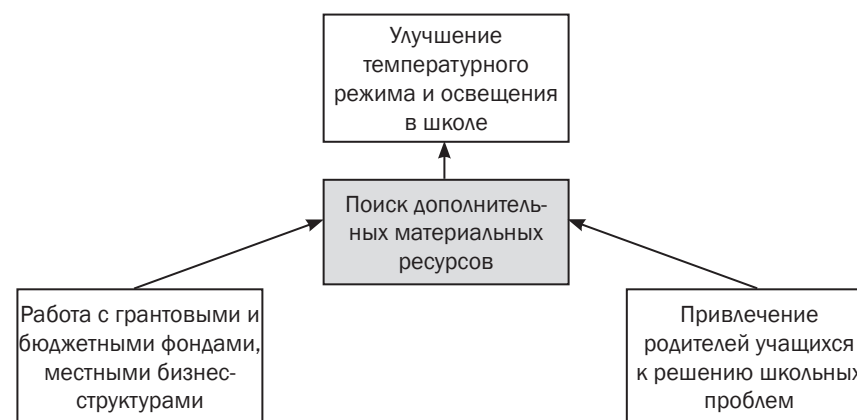 Улучшение
температурного
режима и освещения
в школе
Поиск дополнитель-
ных материальных
ресурсов
Работа с грантовыми и
бюджетными фондами,
местными бизнес-
структурами
Привлечение
родителей учащихся
к решению школьных
проблем